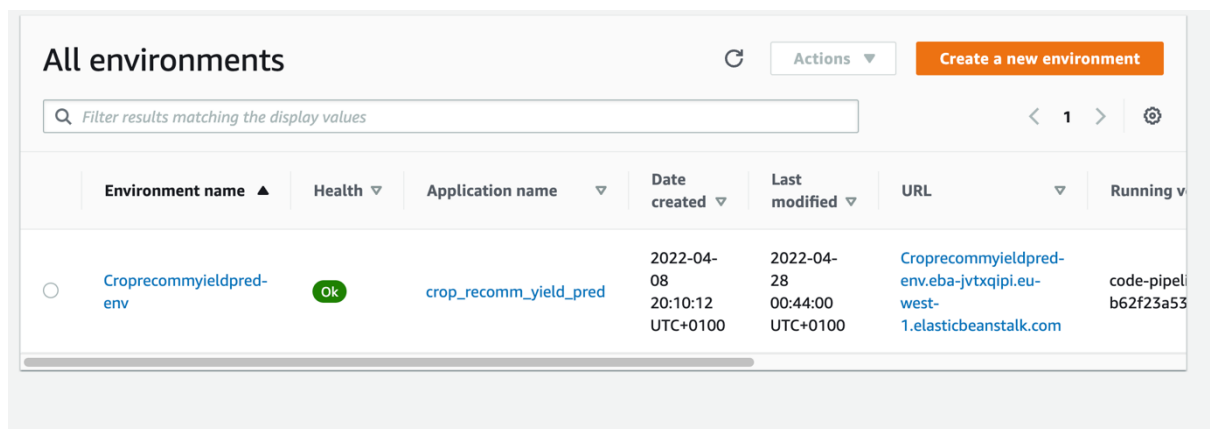 All environments
Actions
Create a new environment
Filter results matching the display values
1
Environment name
Health
Application name
Date
created
Last
modified
URL
Running v
Croprecommyieldpred-
env
Ok
crop_recomm_yield_pred
2022-04-
08
20:10:12
UTC+0100
2022-04-
28
00:44:00
UTC+0100
Croprecommyieldpred-
env.eba-jvtxqipi.eu-
west-
1.elasticbeanstalk.com
code-pipeli
b62f23a53